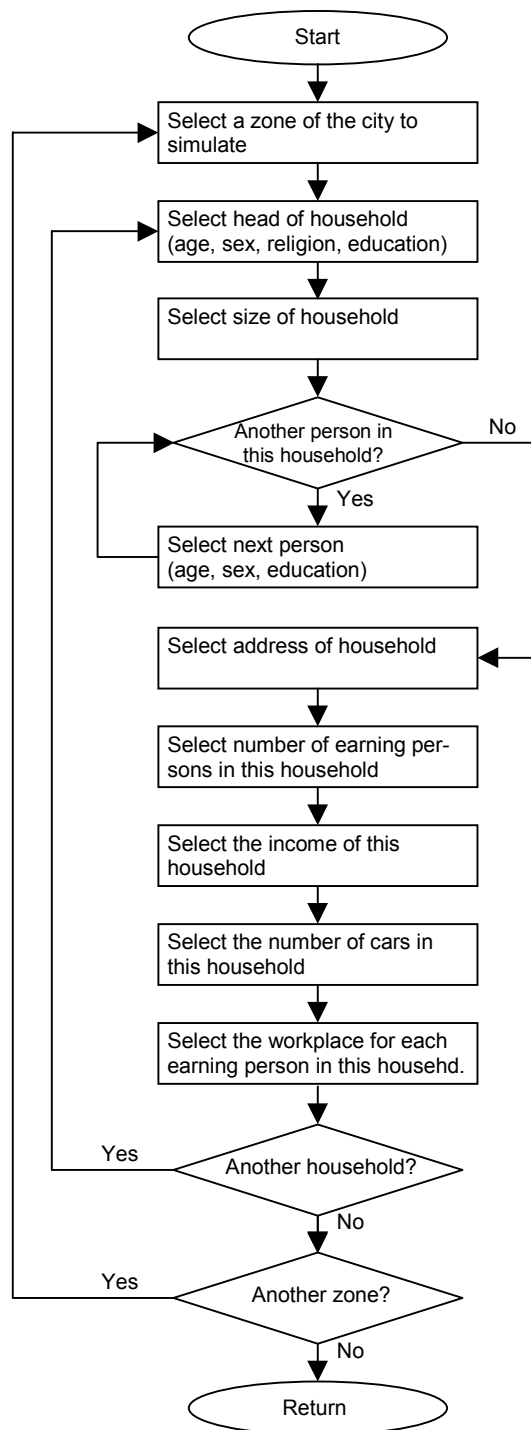 Start
Select a zone of the city to
simulate
Select head of household
(age, sex, religion, education)
Select size of household
Another person in
this household?
No
Yes
Select next person
(age, sex, education)
Select address of household
Select number of earning per-
sons in this household
Select the income of this
household
Select the number of cars in
this household
Select the workplace for each
earning person in this househd.
Yes
Another household?
No
Yes
Another zone?
No
Return